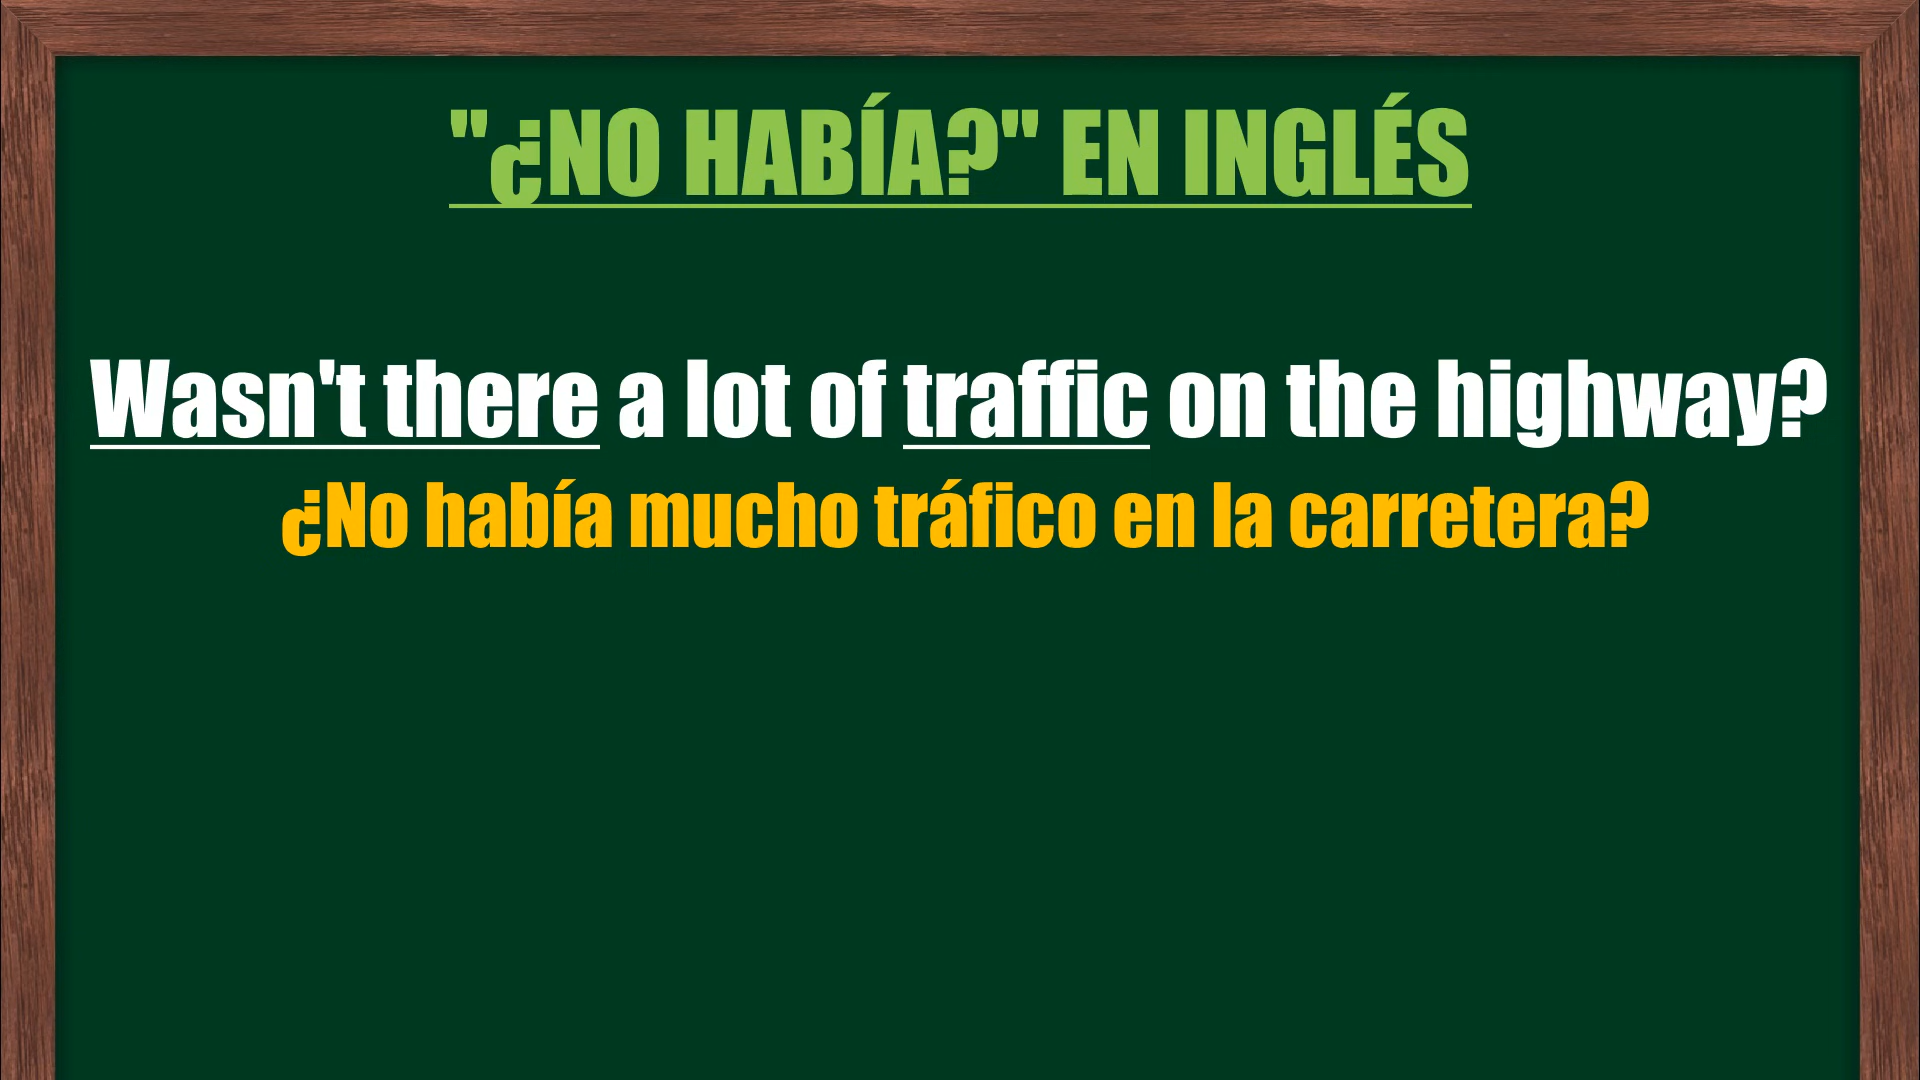 "¿NO HABÍA?" EN INGLÉS
Wasn't there a lot of traffic on the highway?
¿No había mucho tráfico en la carretera?